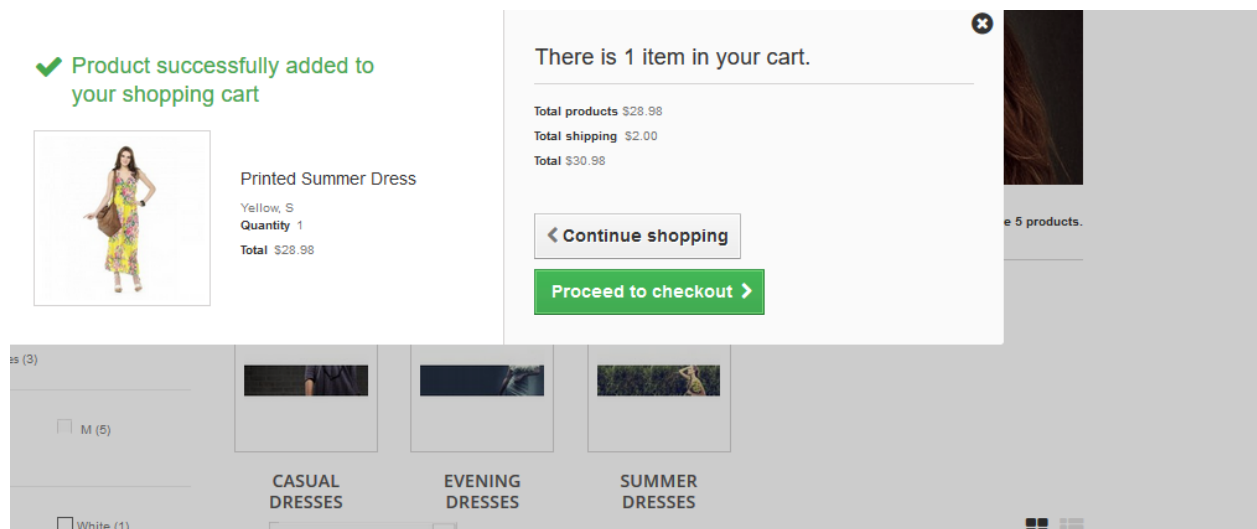 Product successfully added to
your shopping cart
Printed Summer Dress
Yellow, S
Quantity 1
Total $28.98
There is 1 item in your cart.
Total products $28.98
Total shipping $2.00
Total $30.98
Continue shopping
Proceed to checkout
5 products.
(3)
M (5)
White (1)
CASUAL
DRESSES
EVENING
DRESSES
SUMMER
DRESSES